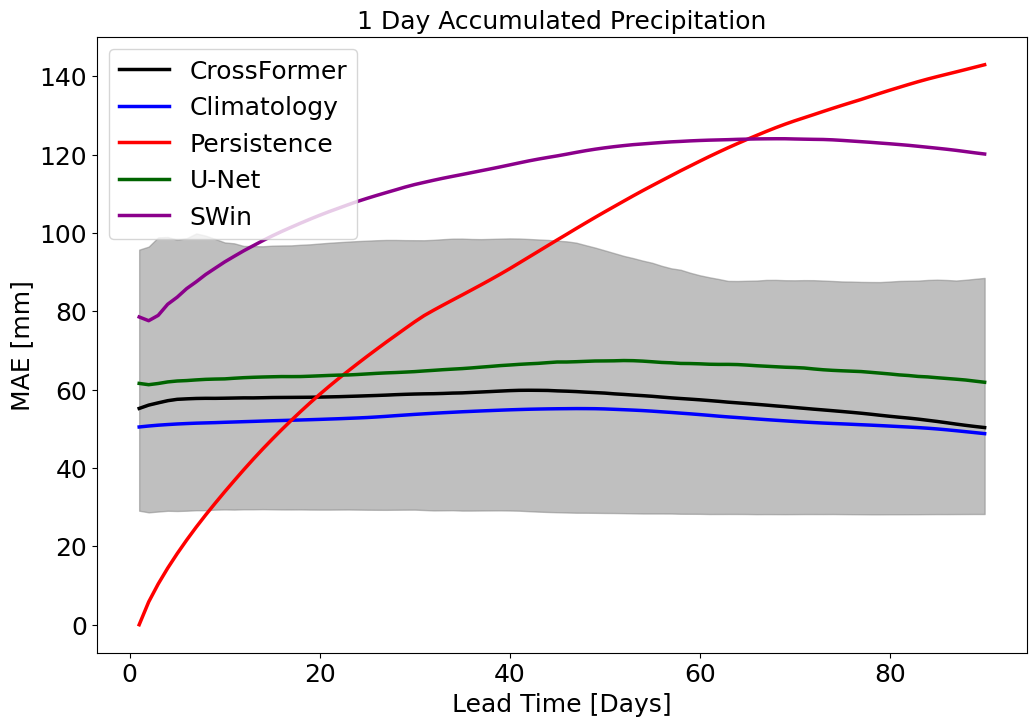 1 Day Accumulated Precipitation
CrossFormer
Climatology
Persistence
U-Net
SWin
MAE [mm]
140
120
100
80
60
40
20
0
0 20 40 60 80
Lead Time [Days]